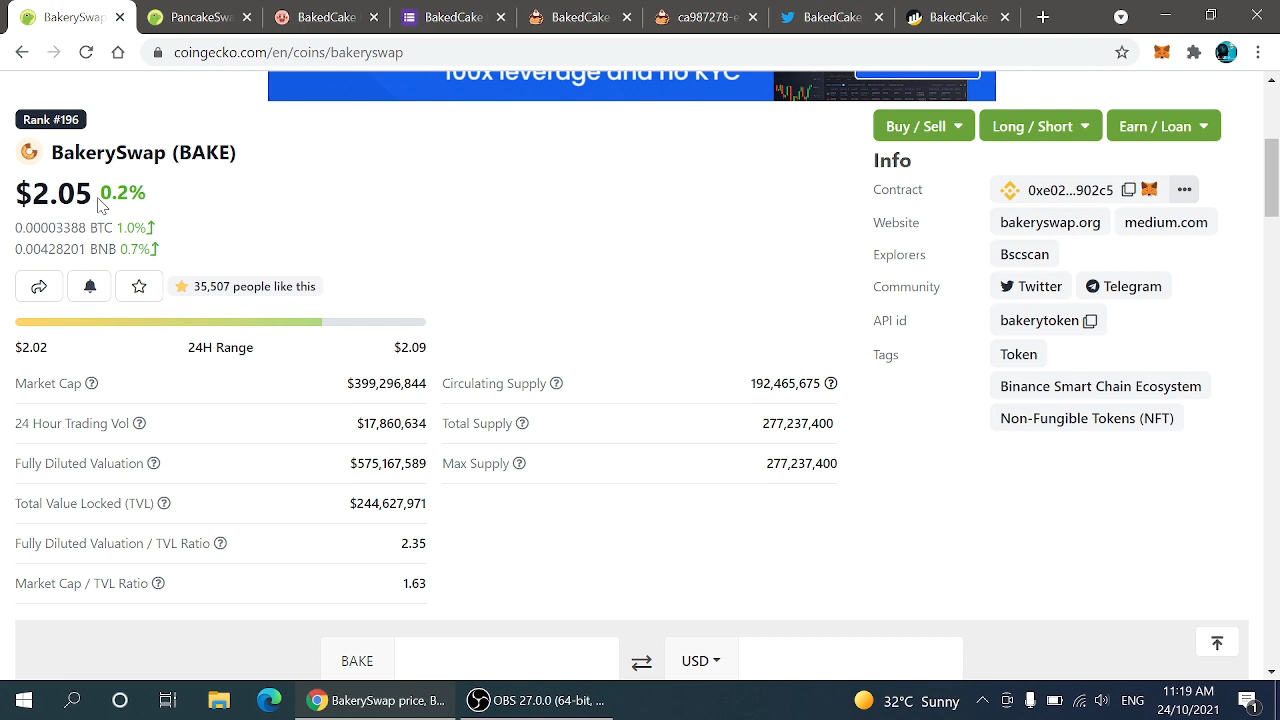 BakerySwap
PancakeSwa
BakedCake
BakedCake
BakedCake
ca987278-e
BakedCake
BakedCake
coingecko.com/en/coins/bakeryswap
100x leverage and no KYC
Rank #196
BakerySwap (BAKE)
$2.05 0.2%
0.00003388 BTC 1.0%
0.00428201 BNB 0.7%
35,507 people like this
$2.02 24H Range $2.09
Market Cap $399,296,844
24 Hour Trading Vol $17,860,634
Fully Diluted Valuation $575,167,589
Total Value Locked (TVL) $244,627,971
Fully Diluted Valuation / TVL Ratio 2.35
Market Cap / TVL Ratio 1.63
Circulating Supply 192,465,675
Total Supply 277,237,400
Max Supply 277,237,400
Buy / Sell Long / Short Earn / Loan
Info
Contract 0xe02...902c5
Website bakeryswap.org medium.com
Explorers Bscscan
Community Twitter Telegram
API id bakerytoken
Tags Token
Binance Smart Chain Ecosystem
Non-Fungible Tokens (NFT)
BAKE USD
BakerySwap price, B...
OBS 27.0.0 (64-bit, ...
32°C Sunny
ENG
11:19 AM
24/10/2021